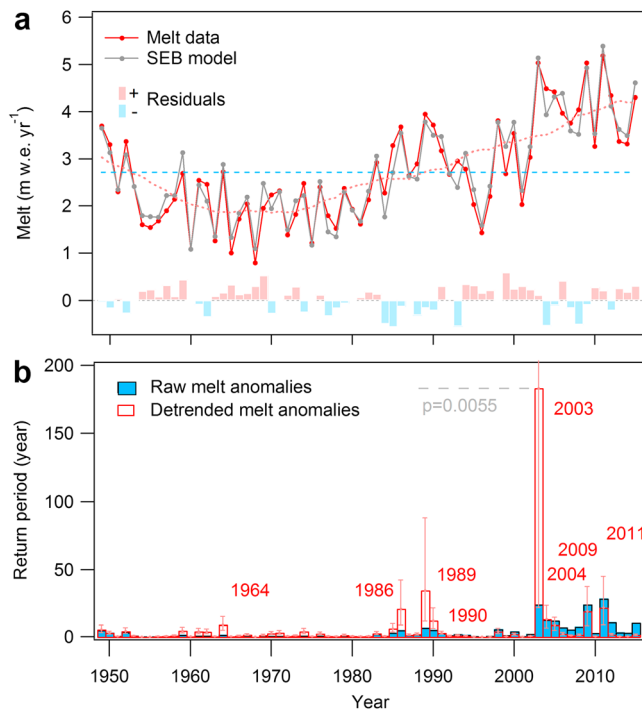 a
6
5
4
3
2
1
0
Melt (m w.e. yr-1)
Melt data
SEB model
+
-
Residuals
b
200
150
100
50
0
Return period (year)
Raw melt anomalies
Detrended melt anomalies
p=0.0055
1964
1986
1989
1990
2003
2004
2009
2011
1950 1960 1970 1980 1990 2000 2010
Year